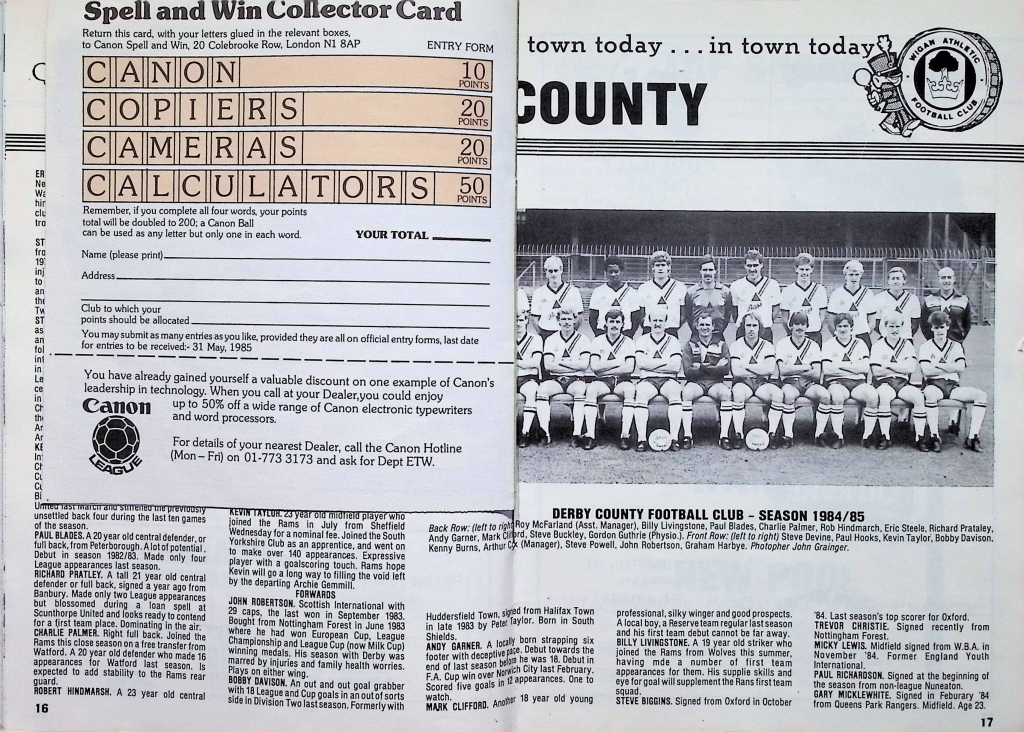 Spell and Win Collector Card
Return this card, with your letters glued in the relevant boxes,
to Canon Spell and Win, 20 Colebrooke Row, London N1 8AP
ENTRY FORM
CANON 10 POINTS
COPIERS 20 POINTS
CAMERAS 20 POINTS
CALCULATORS 50 POINTS
Remember, if you complete all four words, your points
total will be doubled to 200; a Canon Ball
can be used as any letter but only one in each word.
YOUR TOTAL
Name (please print)
Address
Club to which your
points should be allocated
You may submit as many entries as you like, provided they are all on official entry forms, last date
for entries to be received:- 31 May, 1985
You have already gained yourself a valuable discount on one example of Canon's
leadership in technology. When you call at your Dealer, you could enjoy
up to 50% off a wide range of Canon electronic typewriters
and word processors.
Canon
LEAGUE
For details of your nearest Dealer, call the Canon Hotline
(Mon – Fri) on 01-773 3173 and ask for Dept ETW.
town today . . . in town today
COUNTY
WIGAN ATHLETIC
FOOTBALL CLUB
DERBY COUNTY FOOTBALL CLUB - SEASON 1984/85
Back Row: (left to right) Roy McFarland (Asst. Manager), Billy Livingstone, Paul Blades, Charlie Palmer, Rob Hindmarch, Eric Steele, Richard Prataley,
Andy Garner, Mark Clifford, Steve Buckley, Gordon Guthrie (Physio.). Front Row: (left to right) Steve Devine, Paul Hooks, Kevin Taylor, Bobby Davison,
Kenny Burns, Arthur Cox (Manager), Steve Powell, John Robertson, Graham Harbye. Photopher John Grainger.
United last March and suffered the previously
unsettled back four during the last ten games
of the season.
PAUL BLADES. A 20 year old central defender, or
full back, from Peterborough. A lot of potential.
Debut in season 1982/83. Made only four
League appearances last season.
RICHARD PRATLEY. A tall 21 year old central
defender or full back, signed a year ago from
Banbury. Made only two League appearances
but blossomed during a loan spell at
Scunthorpe United and looks ready to contend
for a first team place. Dominating in the air.
CHARLIE PALMER. Right full back. Joined the
Rams this close season on a free transfer from
Watford. A 20 year old defender who made 16
appearances for Watford last season. Is
expected to add stability to the Rams rear
guard.
ROBERT HINDMARCH. A 23 year old central
16
KEVIN TAYLOR. 23 year old midfield player who
joined the Rams in July from Sheffield
Wednesday for a nominal fee. Joined the South
Yorkshire Club as an apprentice, and went on
to make over 140 appearances. Expressive
player with a goalscoring touch. Rams hope
Kevin will go a long way to filling the void left
by the departing Archie Gemmill.
FORWARDS
JOHN ROBERTSON. Scottish International with
29 caps, the last won in September 1983.
Bought from Nottingham Forest in June 1983
where he had won European Cup, League
Championship and League Cup (now Milk Cup)
winning medals. His season with Derby was
marred by injuries and family health worries.
Plays on either wing.
BOBBY DAVISON. An out and out goal grabber
with 18 League and Cup goals in an out of sorts
side in Division Two last season. Formerly with
Huddersfield Town, signed from Halifax Town
in late 1983 by Peter Taylor. Born in South
Shields.
ANDY GARNER. A locally born strapping six
footer with deceptive pace. Debut towards the
end of last season before he was 18. Debut in
F.A. Cup win over Norwich City last February.
Scored five goals in 12 appearances. One to
watch.
MARK CLIFFORD. Another 18 year old young
professional, silky winger and good prospects.
A local boy, a Reserve team regular last season
and his first team debut cannot be far away.
BILLY LIVINGSTONE. A 19 year old striker who
joined the Rams from Wolves this summer,
having mde a number of first team
appearances for them. His supplie skills and
eye for goal will supplement the Rams first team
squad.
STEVE BIGGINS. Signed from Oxford in October
'84. Last season's top scorer for Oxford.
TREVOR CHRISTIE. Signed recently from
Nottingham Forest.
MICKY LEWIS. Midfield signed from W.B.A. in
November '84. Former England Youth
International.
PAUL RICHARDSON. Signed at the beginning of
the season from non-league Nuneaton.
GARY MICKLEWHITE. Signed in Feburary '84
from Queens Park Rangers. Midfield. Age 23.
17